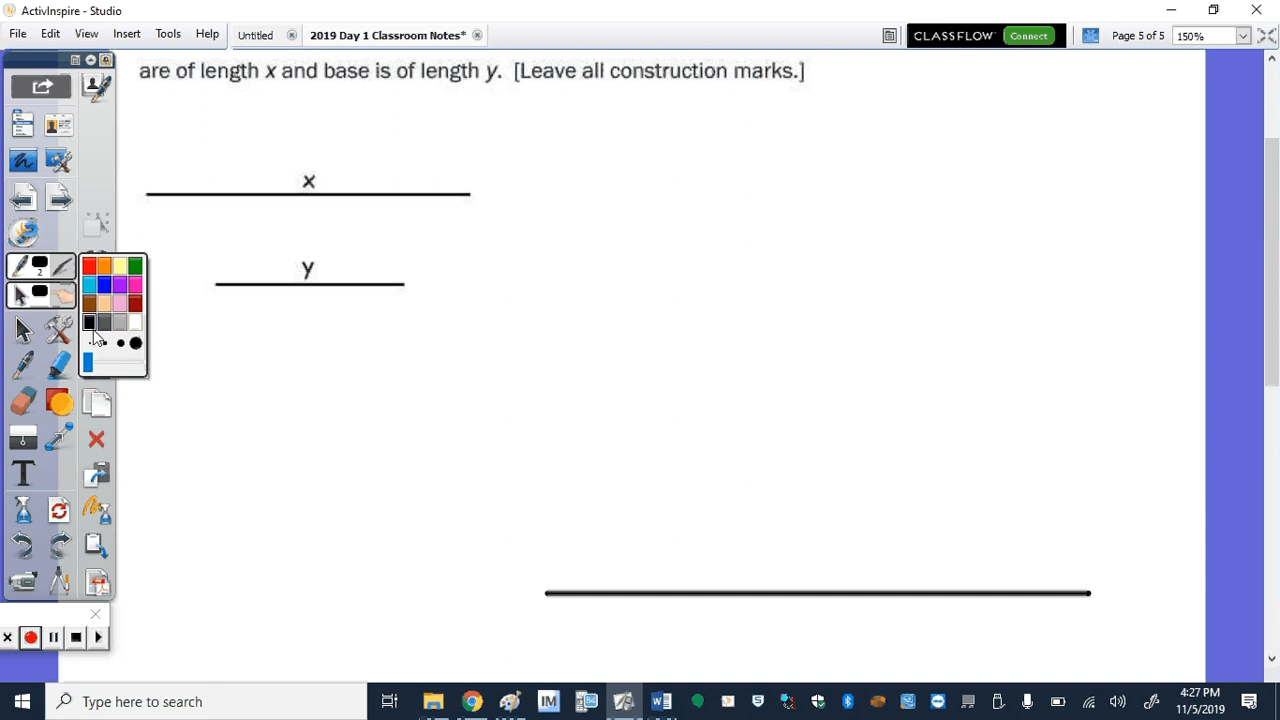 ActivInspire - Studio
File Edit View Insert Tools Help Untitled 2019 Day 1 Classroom Notes* CLASSFLOW Connect Page 5 of 5 150%
are of length x and base is of length y. [Leave all construction marks.]
x
y
2
T
IM
Type here to search
4:27 PM
11/5/2019